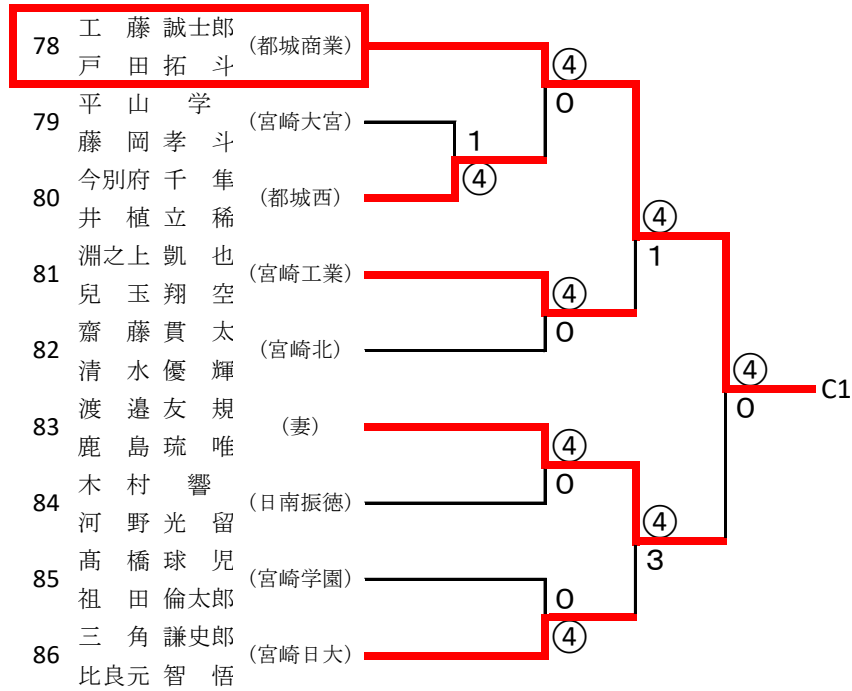 工藤 誠士郎
78 (都城商業)
戸田 拓斗
④
0
平山 学
79 (宮崎大宮)
藤岡 孝斗
1
④
今別府 千隼
80 (都城西)
井植 立稀
④
1
淵之上 凱也
81 (宮崎工業)
兒玉 翔空
④
0
齋藤 貫太
82 (宮崎北)
清水 優輝
④
0
C1
渡邉 友規
83 (妻)
鹿島 琉唯
④
0
木村 響
84 (日南振徳)
河野 光留
④
3
髙橋 球児
85 (宮崎学園)
祖田 倫太郎
0
④
三角 謙史郎
86 (宮崎日大)
比良元 智悟